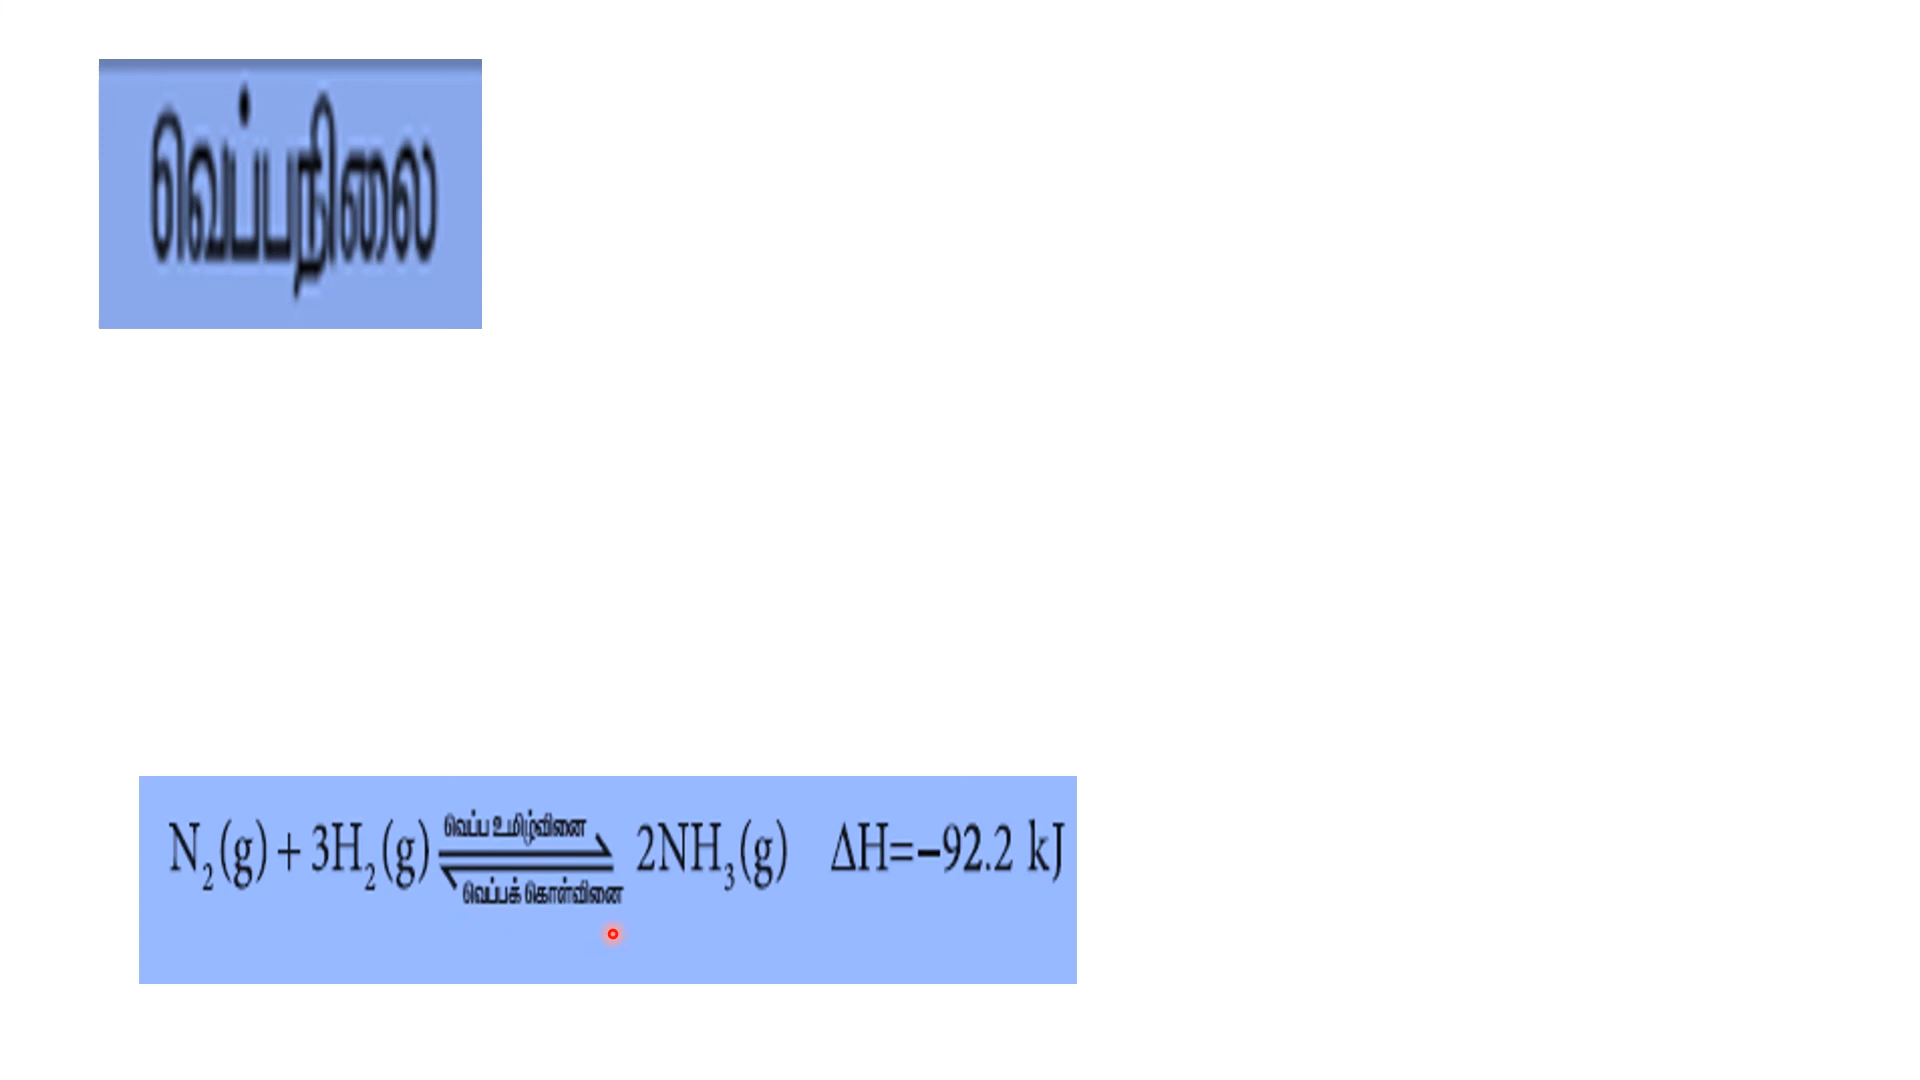 வெப்பநிலை
வெப்ப உமிழ்வினை
N₂(g) + 3H₂(g) ⇌ 2NH₃(g) ΔH=−92.2 kJ
வெப்பக் கொள்வினை